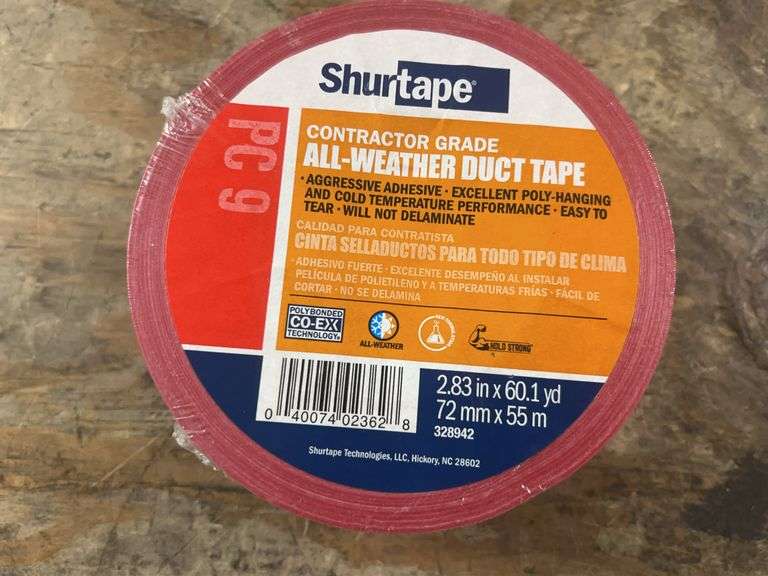 Shurtape®
PC 9
CONTRACTOR GRADE
ALL-WEATHER DUCT TAPE
· AGGRESSIVE ADHESIVE · EXCELLENT POLY-HANGING
AND COLD TEMPERATURE PERFORMANCE · EASY TO
TEAR · WILL NOT DELAMINATE
CALIDAD PARA CONTRATISTA
CINTA SELLADUCTOS PARA TODO TIPO DE CLIMA
· ADHESIVO FUERTE · EXCELENTE DESEMPEÑO AL INSTALAR
PELÍCULA DE POLIETILENO Y A TEMPERATURAS FRÍAS · FÁCIL DE
CORTAR · NO SE DELAMINA
POLYBONDED
CO-EX
TECHNOLOGY®
ALL-WEATHER
HOLD STRONG
2.83 in x 60.1 yd
72 mm x 55 m
328942
0 40074 02362 8
Shurtape Technologies, LLC, Hickory, NC 28602